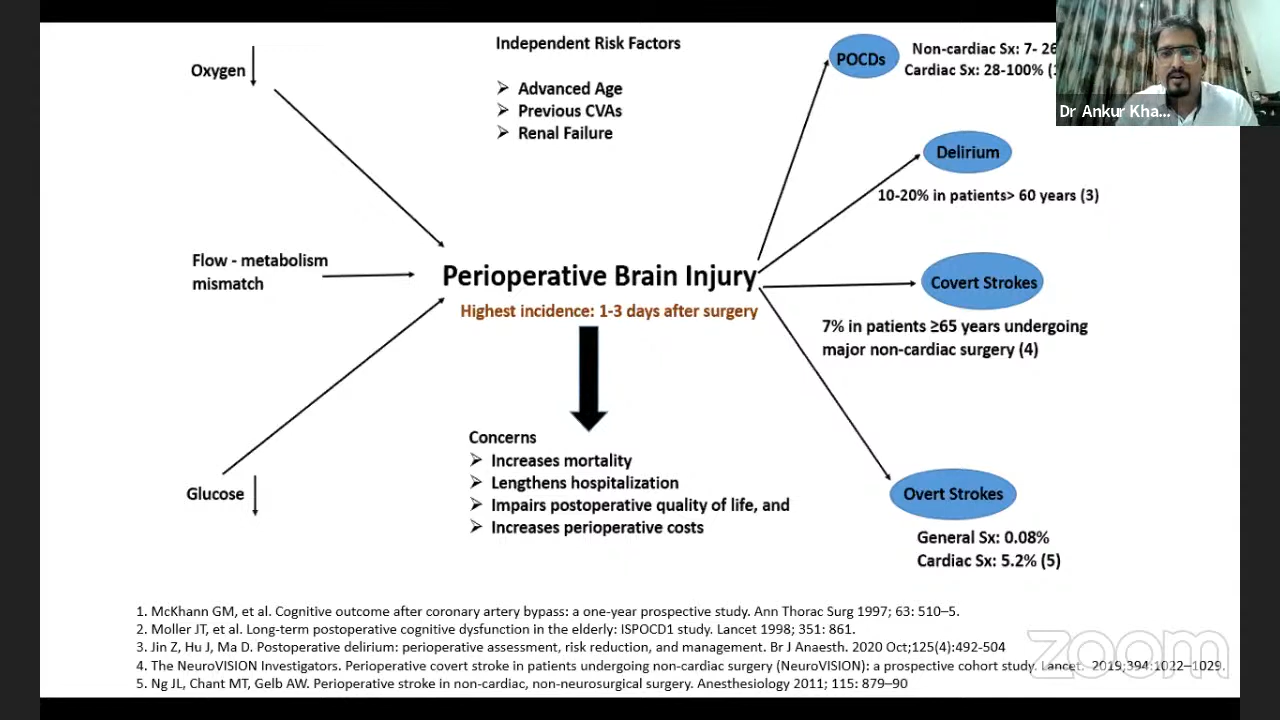 Oxygen
Independent Risk Factors
Advanced Age
Previous CVAs
Renal Failure
POCDs
Non-cardiac Sx: 7- 26
Cardiac Sx: 28-100% (
Dr Ankur Kha...
Delirium
10-20% in patients> 60 years (3)
Flow - metabolism
mismatch
Perioperative Brain Injury
Highest incidence: 1-3 days after surgery
Covert Strokes
7% in patients ≥65 years undergoing
major non-cardiac surgery (4)
Concerns
Increases mortality
Lengthens hospitalization
Impairs postoperative quality of life, and
Increases perioperative costs
Glucose
Overt Strokes
General Sx: 0.08%
Cardiac Sx: 5.2% (5)
1. McKhann GM, et al. Cognitive outcome after coronary artery bypass: a one-year prospective study. Ann Thorac Surg 1997; 63: 510–5.
2. Moller JT, et al. Long-term postoperative cognitive dysfunction in the elderly: ISPOCD1 study. Lancet 1998; 351: 861.
3. Jin Z, Hu J, Ma D. Postoperative delirium: perioperative assessment, risk reduction, and management. Br J Anaesth. 2020 Oct;125(4):492-504
4. The NeuroVISION Investigators. Perioperative covert stroke in patients undergoing non-cardiac surgery (NeuroVISION): a prospective cohort study. Lancet. 2019;394:1022–1029.
5. Ng JL, Chant MT, Gelb AW. Perioperative stroke in non-cardiac, non-neurosurgical surgery. Anesthesiology 2011; 115: 879–90
zoom